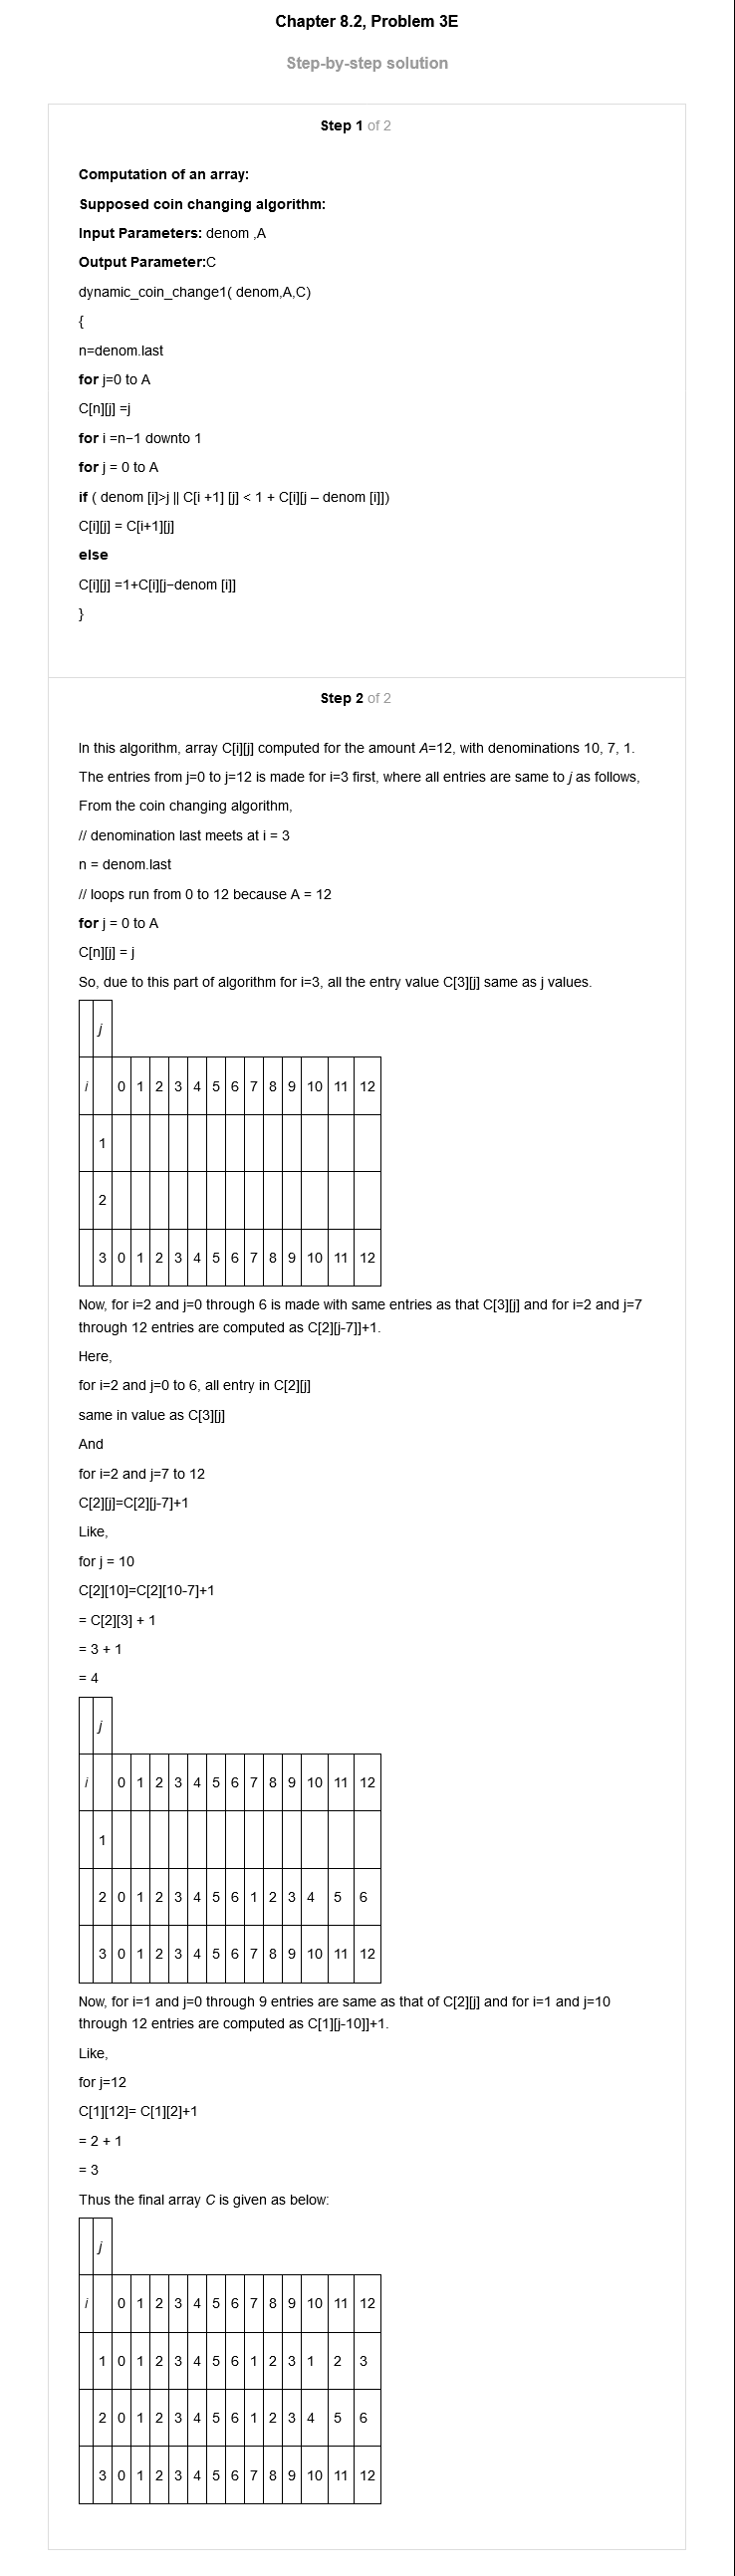 Chapter 8.2, Problem 3E
Step-by-step solution
Step 1 of 2
Computation of an array:
Supposed coin changing algorithm:
Input Parameters: denom ,A
Output Parameter:C
dynamic_coin_change1( denom,A,C)
{
n=denom.last
for j=0 to A
C[n][j] =j
for i =n−1 downto 1
for j = 0 to A
if ( denom [i]>j || C[i +1] [j] < 1 + C[i][j – denom [i]])
C[i][j] = C[i+1][j]
else
C[i][j] =1+C[i][j−denom [i]]
}
Step 2 of 2
In this algorithm, array C[i][j] computed for the amount A=12, with denominations 10, 7, 1.
The entries from j=0 to j=12 is made for i=3 first, where all entries are same to j as follows,
From the coin changing algorithm,
// denomination last meets at i = 3
n = denom.last
// loops run from 0 to 12 because A = 12
for j = 0 to A
C[n][j] = j
So, due to this part of algorithm for i=3, all the entry value C[3][j] same as j values.
j
i 0 1 2 3 4 5 6 7 8 9 10 11 12
1
2
3 0 1 2 3 4 5 6 7 8 9 10 11 12
Now, for i=2 and j=0 through 6 is made with same entries as that C[3][j] and for i=2 and j=7
through 12 entries are computed as C[2][j-7]]+1.
Here,
for i=2 and j=0 to 6, all entry in C[2][j]
same in value as C[3][j]
And
for i=2 and j=7 to 12
C[2][j]=C[2][j-7]+1
Like,
for j = 10
C[2][10]=C[2][10-7]+1
= C[2][3] + 1
= 3 + 1
= 4
j
i 0 1 2 3 4 5 6 7 8 9 10 11 12
1
2 0 1 2 3 4 5 6 1 2 3 4 5 6
3 0 1 2 3 4 5 6 7 8 9 10 11 12
Now, for i=1 and j=0 through 9 entries are same as that of C[2][j] and for i=1 and j=10
through 12 entries are computed as C[1][j-10]]+1.
Like,
for j=12
C[1][12]= C[1][2]+1
= 2 + 1
= 3
Thus the final array C is given as below:
j
i 0 1 2 3 4 5 6 7 8 9 10 11 12
1 0 1 2 3 4 5 6 1 2 3 1 2 3
2 0 1 2 3 4 5 6 1 2 3 4 5 6
3 0 1 2 3 4 5 6 7 8 9 10 11 12